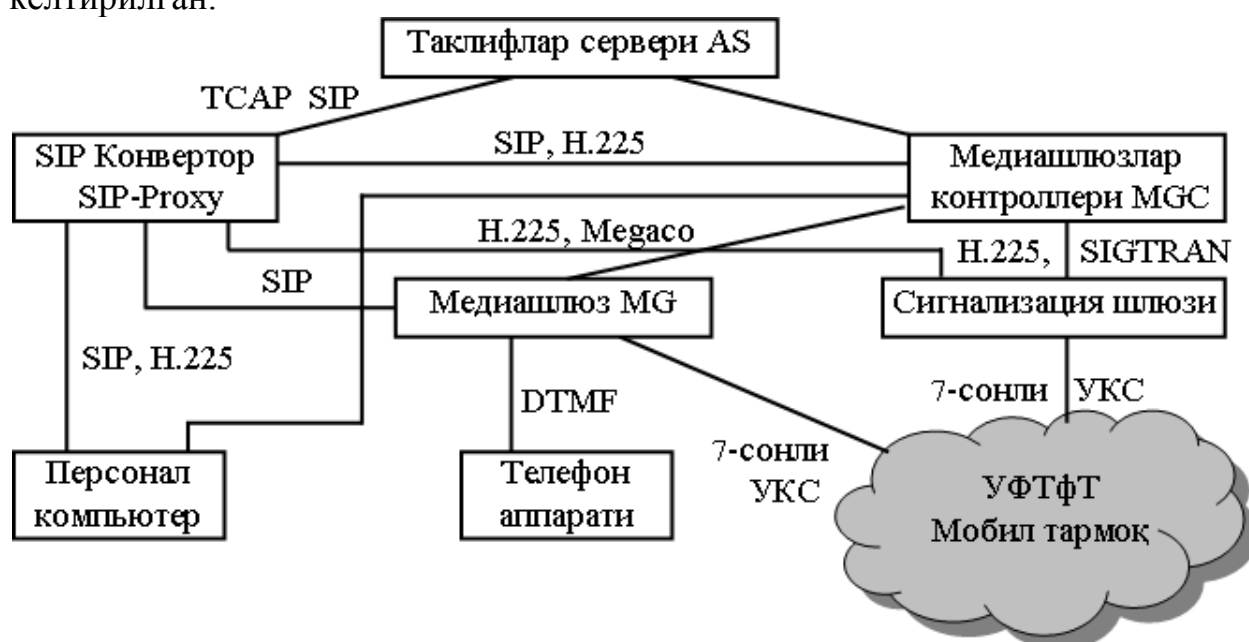 келтирилган.
Таклифлар сервери AS
TCAP SIP
SIP Конвертор
SIP-Proxy
SIP, H.225
Медиашлюзлар
контроллери MGC
H.225, Megaco
H.225, SIGTRAN
SIP
Медиашлюз MG
Сигнализация шлюзи
SIP, H.225
DTMF
7-сонли УКС
7-сонли
УКС
Персонал
компьютер
Телефон
аппарати
УФТфТ
Мобил тармоқ